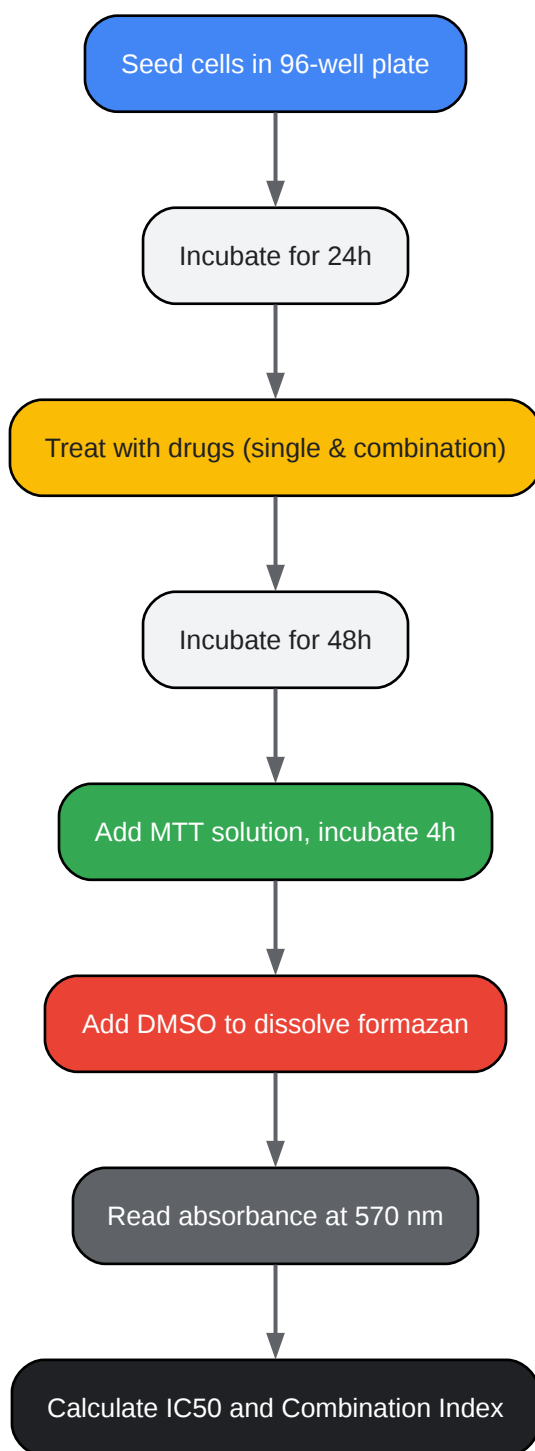 Seed cells in 96-well plate
Incubate for 24h
Treat with drugs (single & combination)
Incubate for 48h
Add MTT solution, incubate 4h
Add DMSO to dissolve formazan
Read absorbance at 570 nm
Calculate IC50 and Combination Index